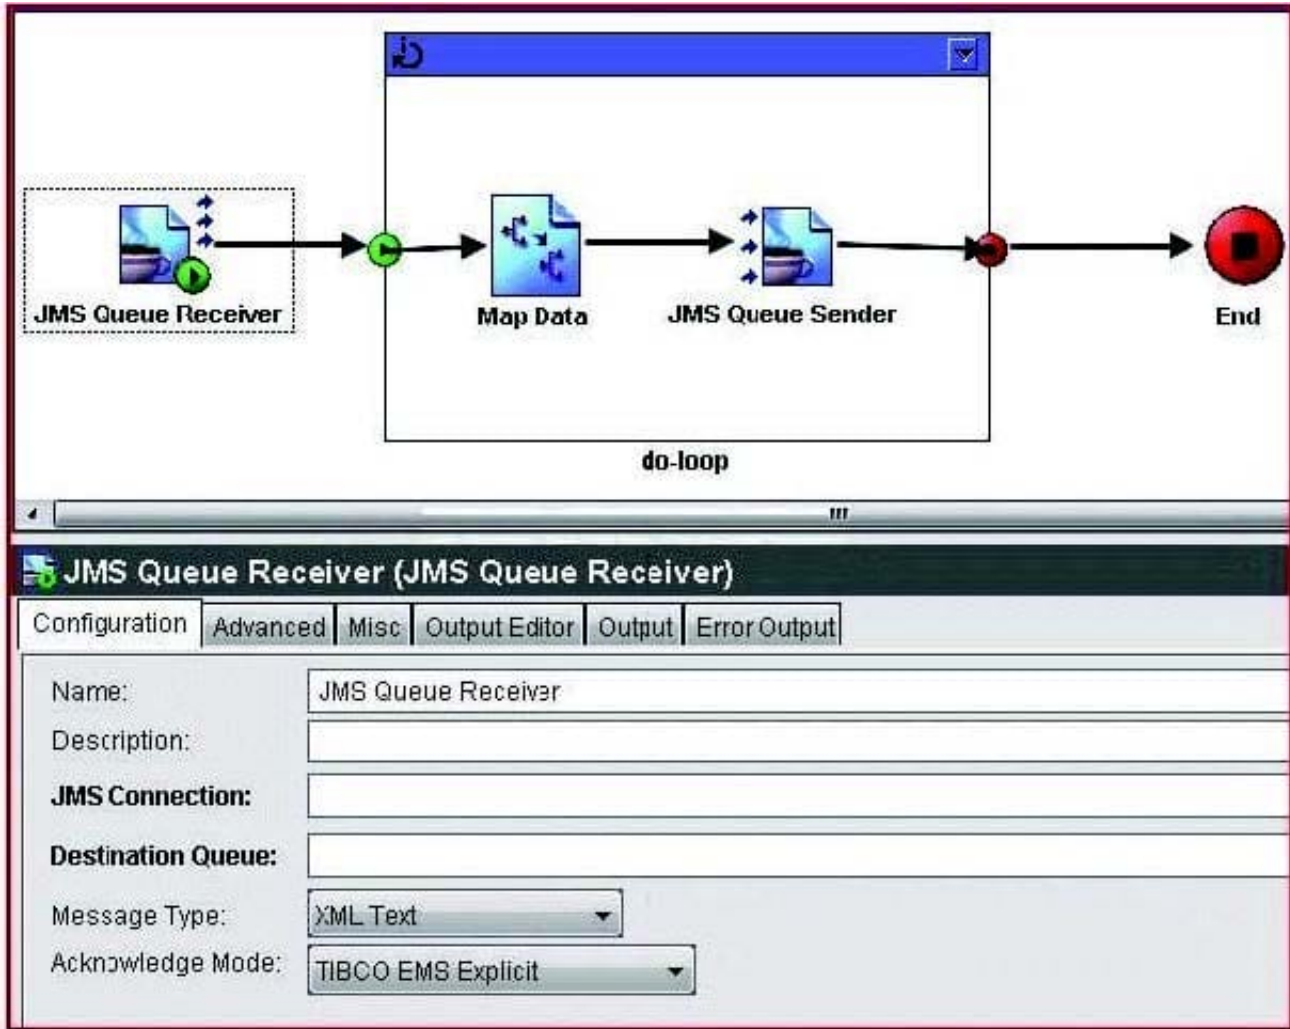 JMS Queue Receiver
Map Data
JMS Queue Sender
End
do-loop
JMS Queue Receiver (JMS Queue Receiver)
Configuration
Advanced
Misc
Output Editor
Output
Error Output
Name:
JMS Queue Receiver
Description:
JMS Connection:
Destination Queue:
Message Type:
XML Text
Acknowledge Mode:
TIBCO EMS Explicit